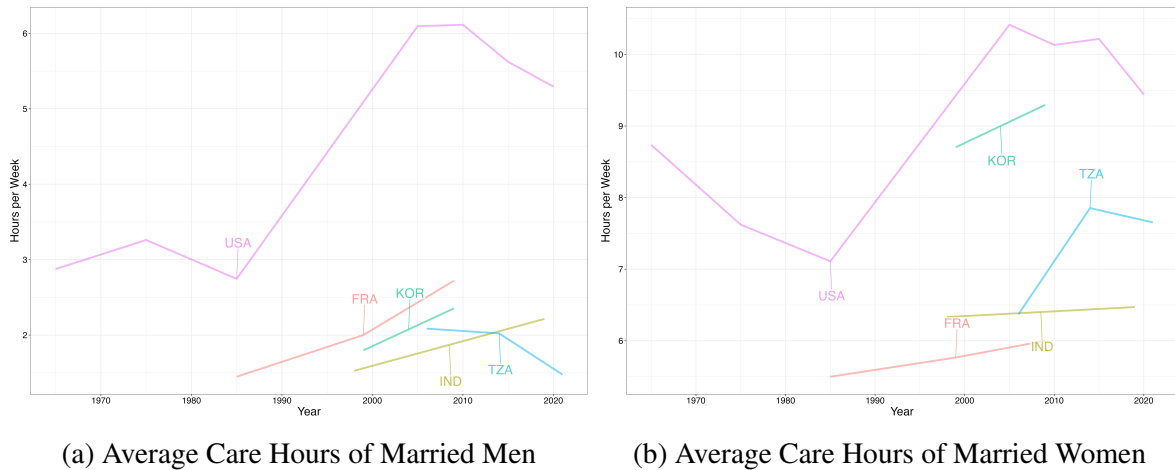 Hours per Week
6
5
4
3
2
USA
FRA
KOR
IND
TZA
1970 1980 1990 2000 2010 2020
Year
(a) Average Care Hours of Married Men
Hours per Week
10
9
8
7
6
USA
KOR
TZA
FRA
IND
1970 1980 1990 2000 2010 2020
Year
(b) Average Care Hours of Married Women